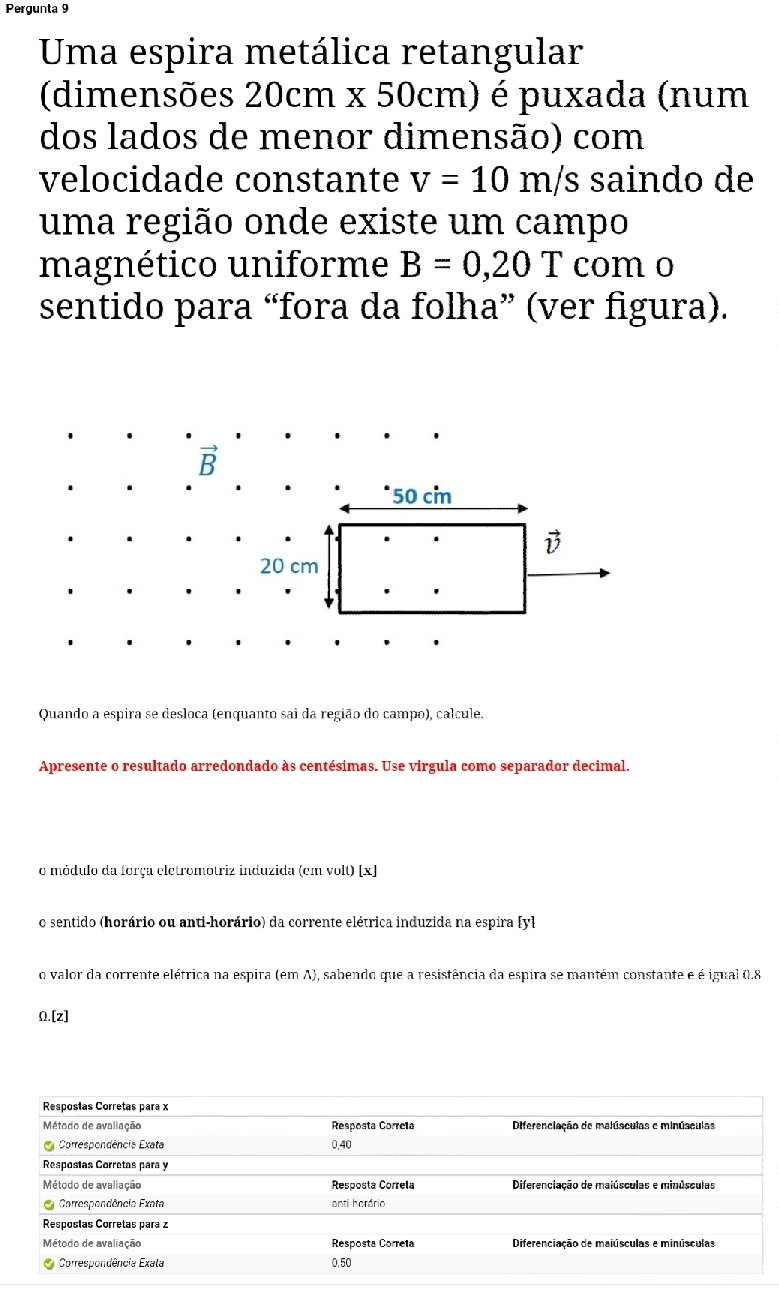 Pergunta 9
Uma espira metálica retangular
(dimensões 20cm x 50cm) é puxada (num
dos lados de menor dimensão) com
velocidade constante v = 10 m/s saindo de
uma região onde existe um campo
magnético uniforme B = 0,20 T com o
sentido para “fora da folha” (ver figura).
B
50 cm
v
20 cm
Quando a espira se desloca (enquanto sai da região do campo), calcule.
Apresente o resultado arredondado às centésimas. Use virgula como separador decimal.
o módulo da força eletromotriz induzida (em volt) [x]
o sentido (horário ou anti-horário) da corrente elétrica induzida na espira [y]
o valor da corrente elétrica na espira (em A), sabendo que a resistência da espira se mantém constante e é igual 0.8
Ω.[z]
Respostas Corretas para x
Método de avaliação Resposta Correta Diferenciação de maiúsculas e minúsculas
Correspondência Exata 0,40
Respostas Corretas para y
Método de avaliação Resposta Correta Diferenciação de maiúsculas e minúsculas
Correspondência Exata anti-horário
Respostas Corretas para z
Método de avaliação Resposta Correta Diferenciação de maiúsculas e minúsculas
Correspondência Exata 0,50